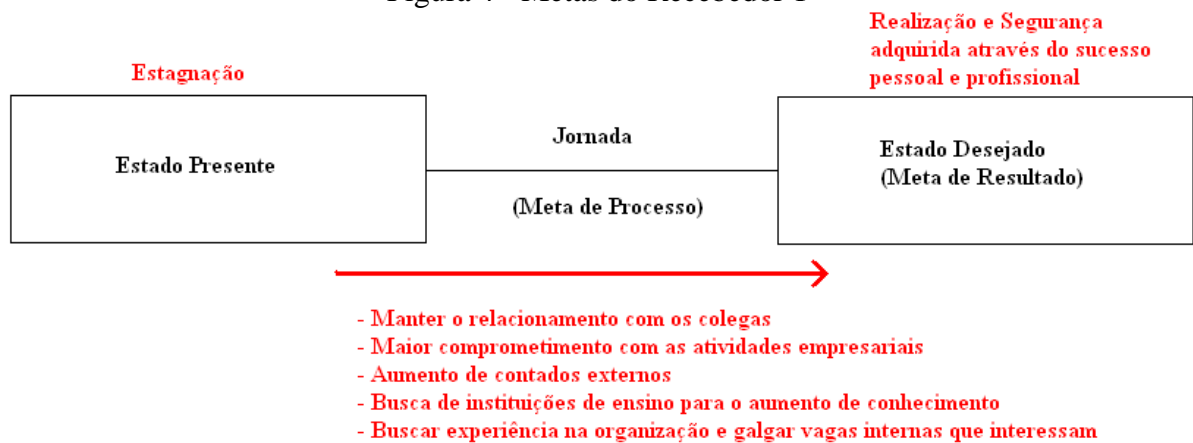 Realização e Segurança
adquirida através do sucesso
pessoal e profissional
Estagnação
Estado Presente
Jornada
(Meta de Processo)
Estado Desejado
(Meta de Resultado)
- Manter o relacionamento com os colegas
- Maior comprometimento com as atividades empresariais
- Aumento de contados externos
- Busca de instituições de ensino para o aumento de conhecimento
- Buscar experiência na organização e galgar vagas internas que interessam